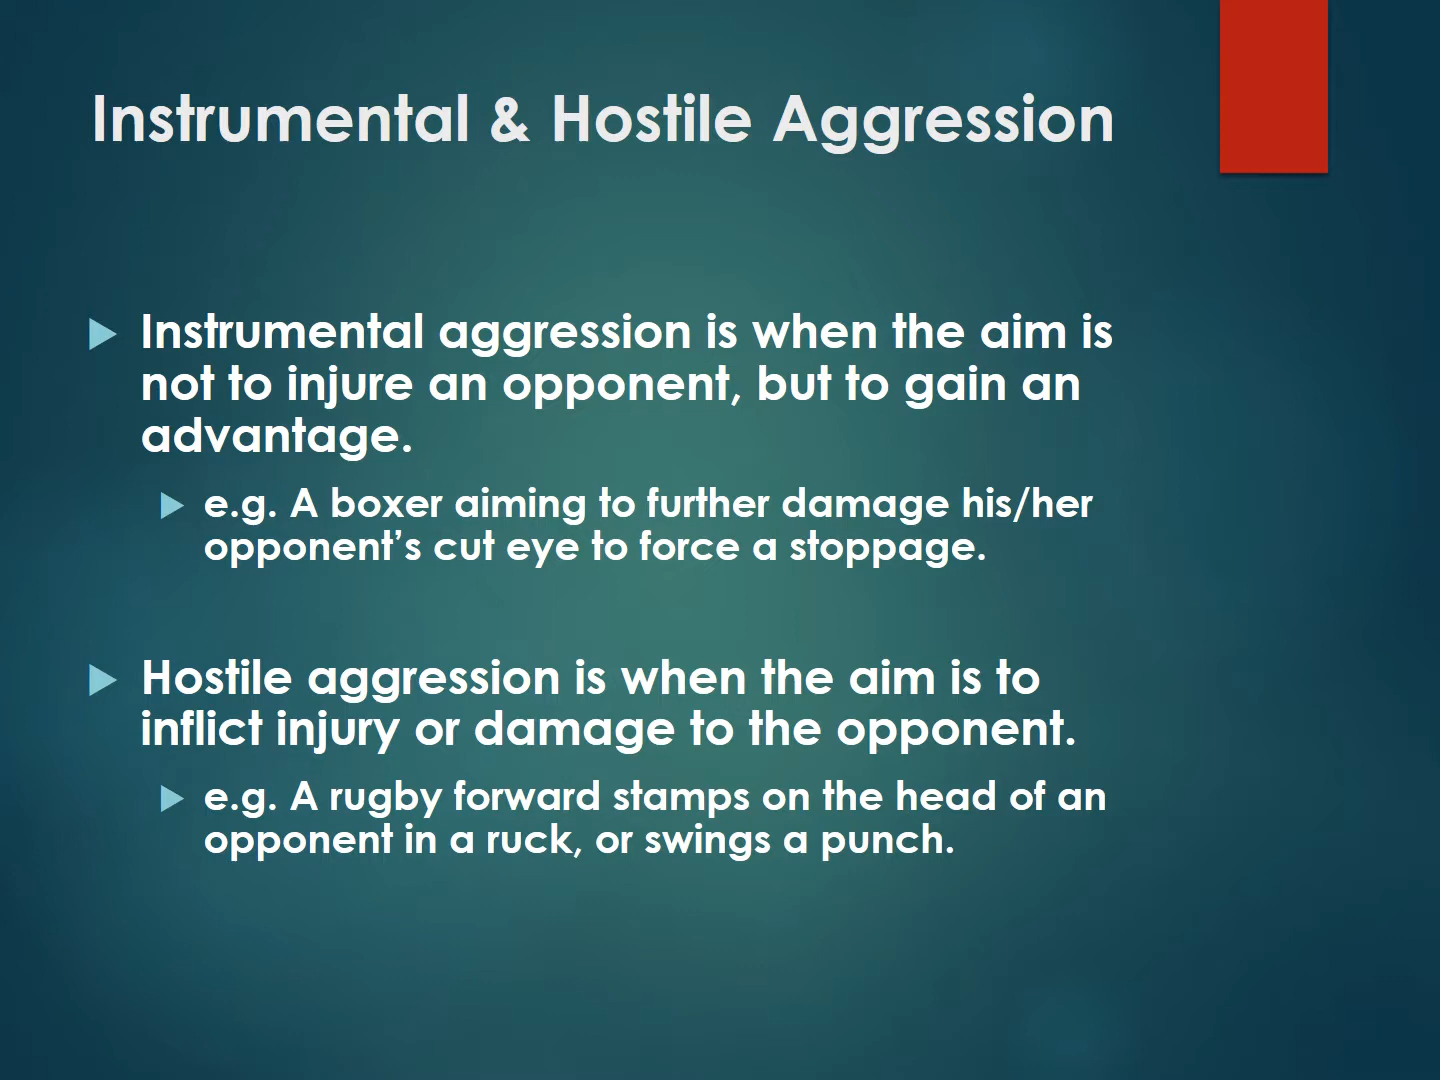 Instrumental & Hostile Aggression
Instrumental aggression is when the aim is
not to injure an opponent, but to gain an
advantage.
e.g. A boxer aiming to further damage his/her
opponent’s cut eye to force a stoppage.
Hostile aggression is when the aim is to
inflict injury or damage to the opponent.
e.g. A rugby forward stamps on the head of an
opponent in a ruck, or swings a punch.